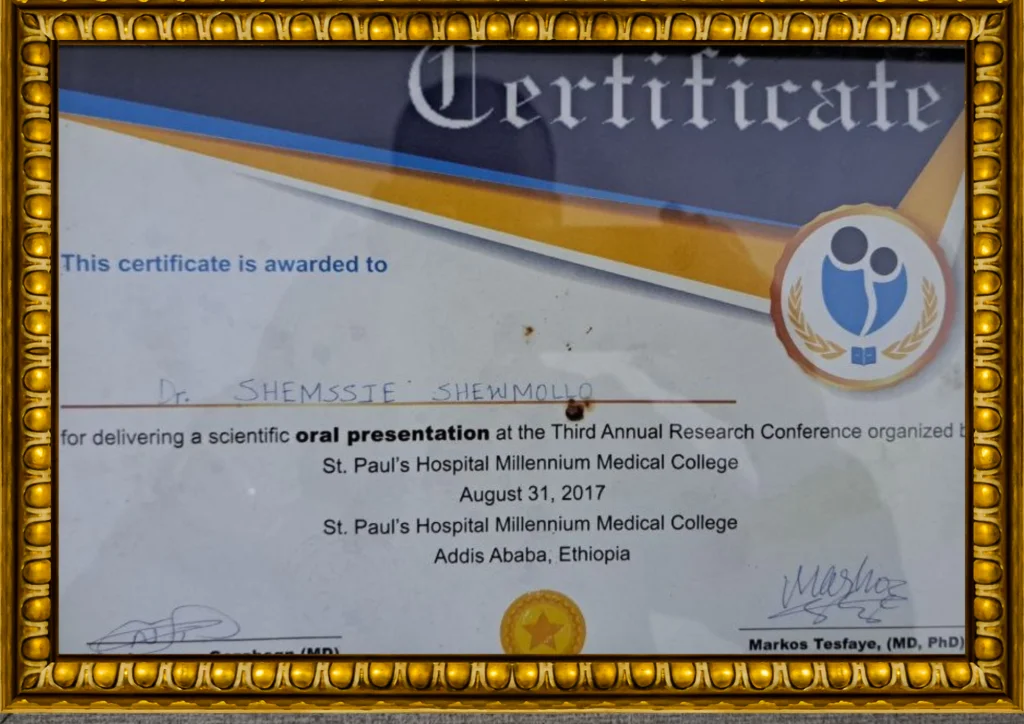 Certificate
This certificate is awarded to
Dr. SHEMSSIE SHEWMOLLO
for delivering a scientific oral presentation at the Third Annual Research Conference organized
St. Paul's Hospital Millennium Medical College
August 31, 2017
St. Paul's Hospital Millennium Medical College
Addis Ababa, Ethiopia
(MD)
Markos Tesfaye, (MD, PhD)